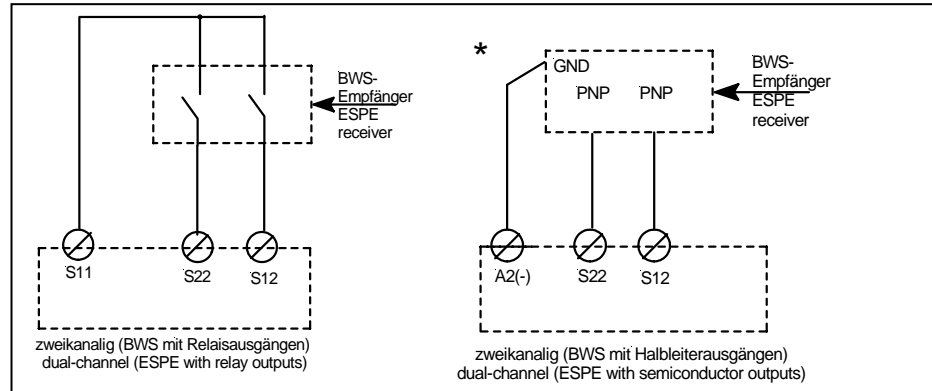 BWS-
Empfänger
ESPE
receiver
S11
S22
S12
zweikanalig (BWS mit Relaisausgängen)
dual-channel (ESPE with relay outputs)
*
GND
PNP PNP
BWS-
Empfänger
ESPE
receiver
A2(-)
S22
S12
zweikanalig (BWS mit Halbleiterausgängen)
dual-channel (ESPE with semiconductor outputs)